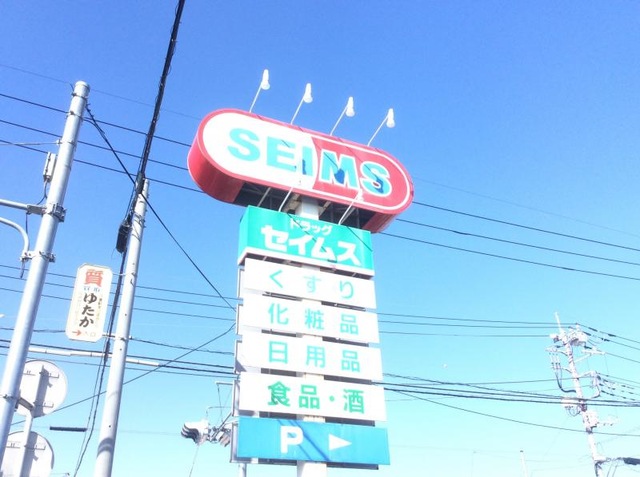 SEIMS
ドラッグ
セイムス
くすり
化粧品
日用品
食品・酒
P
質
ゆたか